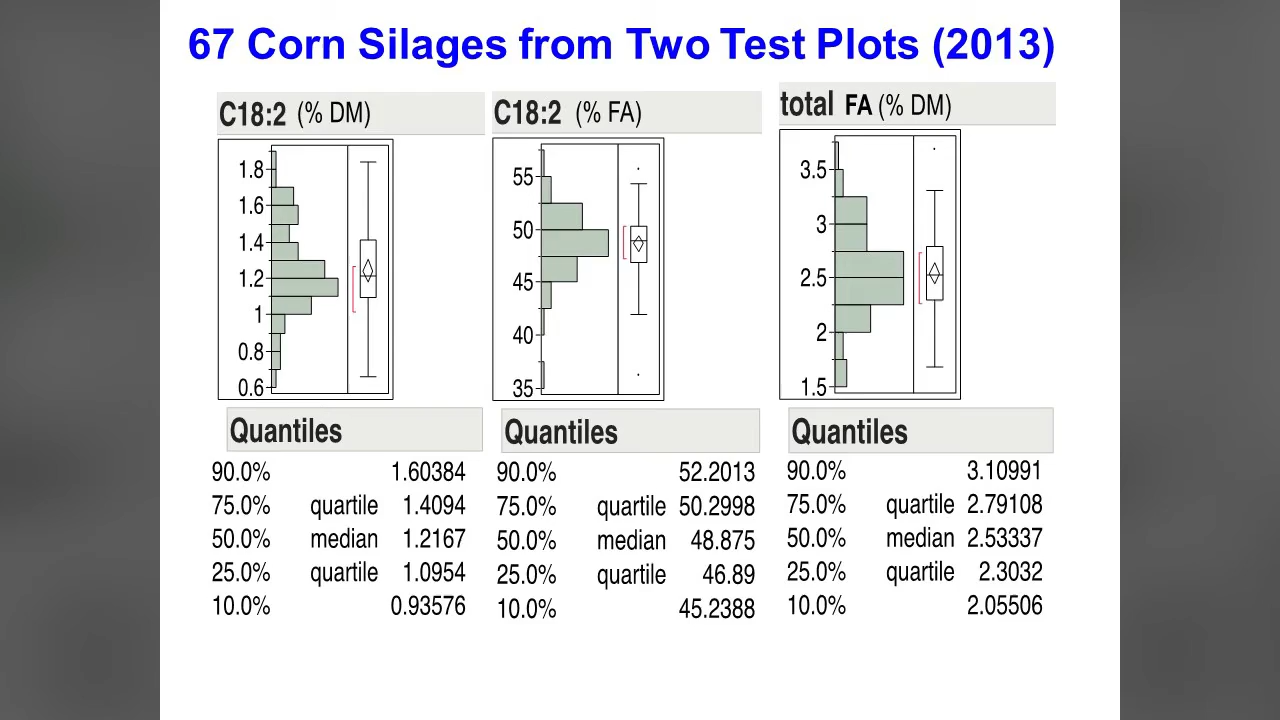 67 Corn Silages from Two Test Plots (2013)
C18:2 (% DM)
1.8
1.6
1.4
1.2
1
0.8
0.6
Quantiles
90.0% 1.60384
75.0% quartile 1.4094
50.0% median 1.2167
25.0% quartile 1.0954
10.0% 0.93576
C18:2 (% FA)
55
50
45
40
35
Quantiles
90.0% 52.2013
75.0% quartile 50.2998
50.0% median 48.875
25.0% quartile 46.89
10.0% 45.2388
total FA (% DM)
3.5
3
2.5
2
1.5
Quantiles
90.0% 3.10991
75.0% quartile 2.79108
50.0% median 2.53337
25.0% quartile 2.3032
10.0% 2.05506